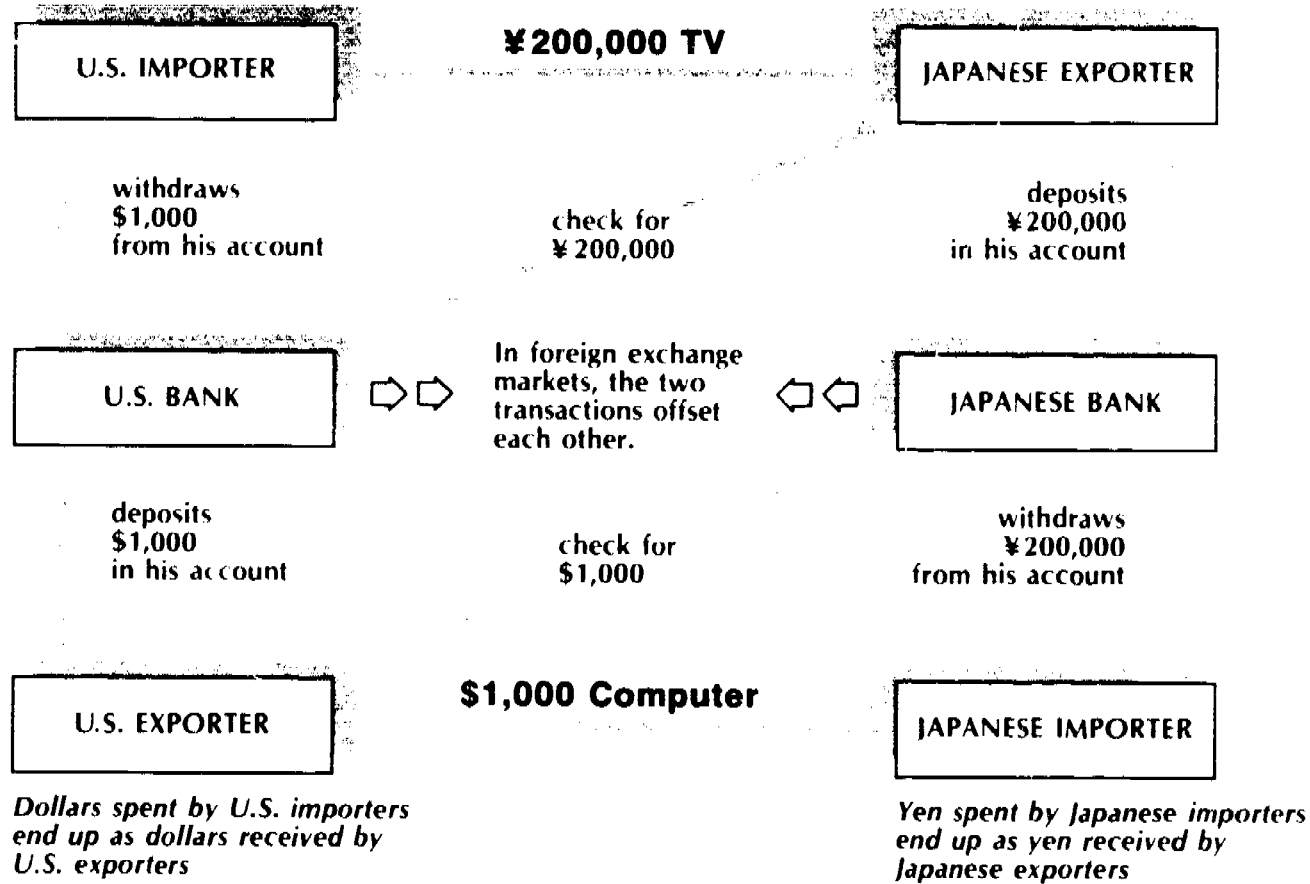 ¥200,000 TV
U.S. IMPORTER
JAPANESE EXPORTER
withdraws
$1,000
from his account
check for
¥200,000
deposits
¥200,000
in his account
U.S. BANK
In foreign exchange
markets, the two
transactions offset
each other.
JAPANESE BANK
deposits
$1,000
in his account
check for
$1,000
withdraws
¥200,000
from his account
$1,000 Computer
U.S. EXPORTER
JAPANESE IMPORTER
Dollars spent by U.S. importers
end up as dollars received by
U.S. exporters
Yen spent by Japanese importers
end up as yen received by
Japanese exporters